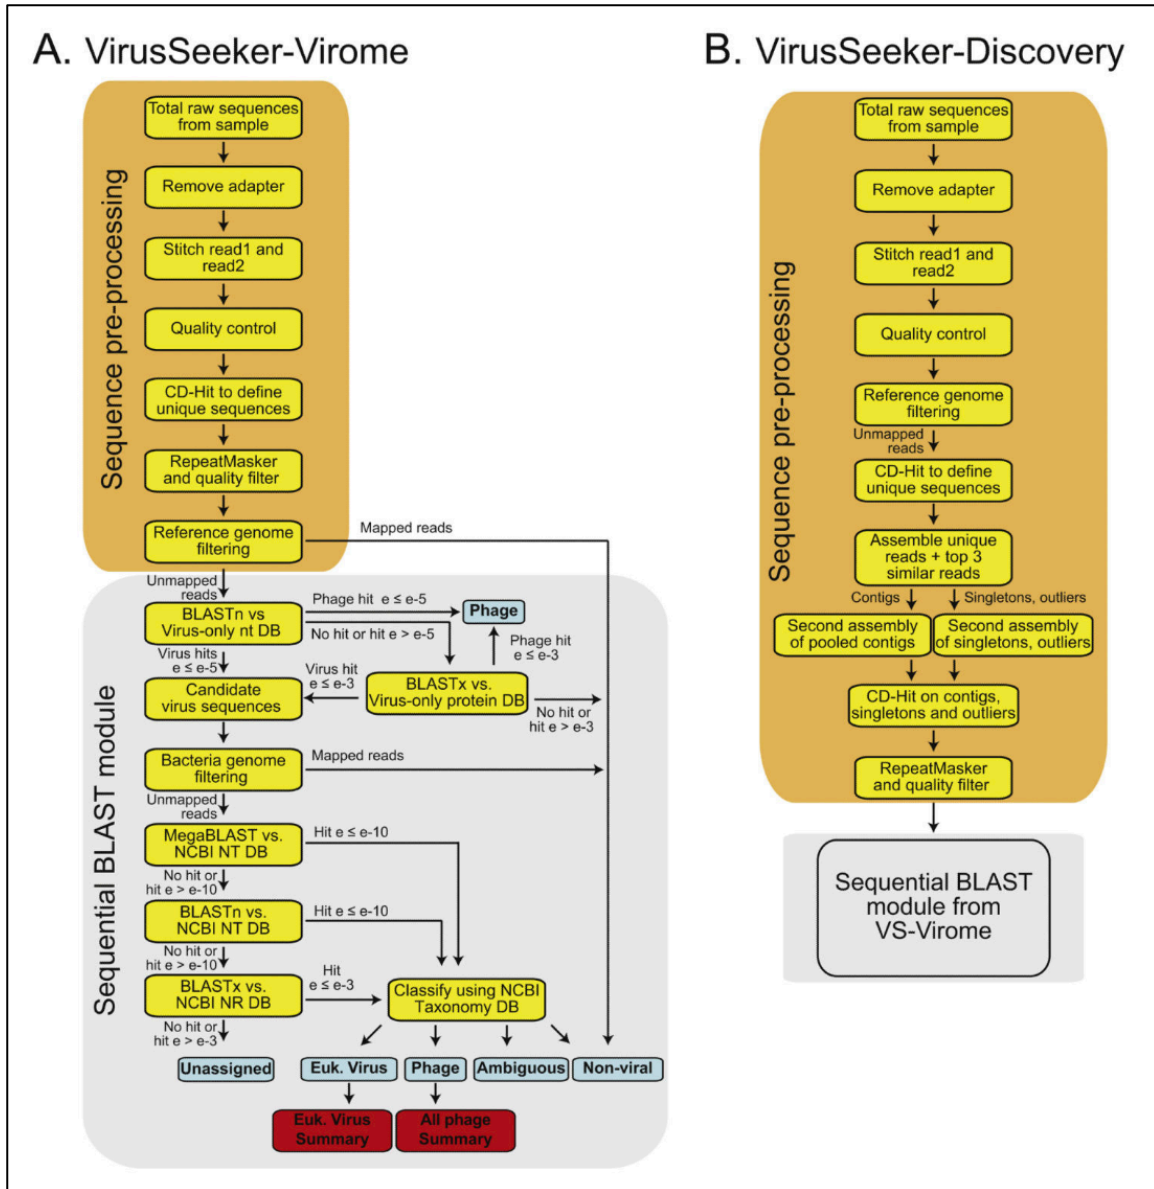 A. VirusSeeker-Virome
Sequence pre-processing
Total raw sequences
from sample
Remove adapter
Stitch read1 and
read2
Quality control
CD-Hit to define
unique sequences
RepeatMasker
and quality filter
Reference genome
filtering
Mapped reads
Unmapped
reads
Sequential BLAST module
BLASTn vs
Virus-only nt DB
Phage hit e ≤ e-5
Phage
No hit or hit e > e-5
Phage hit
e ≤ e-3
Virus hits
e ≤ e-5
Virus hit
e ≤ e-3
BLASTx vs.
Virus-only protein DB
No hit or
hit e > e-3
Candidate
virus sequences
Bacteria genome
filtering
Mapped reads
Unmapped
reads
MegaBLAST vs.
NCBI NT DB
Hit e ≤ e-10
No hit or
hit e > e-10
BLASTn vs.
NCBI NT DB
Hit e ≤ e-10
No hit or
hit e > e-10
BLASTx vs.
NCBI NR DB
Hit
e ≤ e-3
Classify using NCBI
Taxonomy DB
No hit or
hit e > e-3
Unassigned
Euk. Virus
Phage
Ambiguous
Non-viral
Euk. Virus
Summary
All phage
Summary
B. VirusSeeker-Discovery
Sequence pre-processing
Total raw sequences
from sample
Remove adapter
Stitch read1 and
read2
Quality control
Reference genome
filtering
Unmapped
reads
CD-Hit to define
unique sequences
Assemble unique
reads + top 3
similar reads
Contigs
Singletons, outliers
Second assembly
of pooled contigs
Second assembly
of singletons, outliers
CD-Hit on contigs,
singletons and outliers
RepeatMasker
and quality filter
Sequential BLAST
module from
VS-Virome